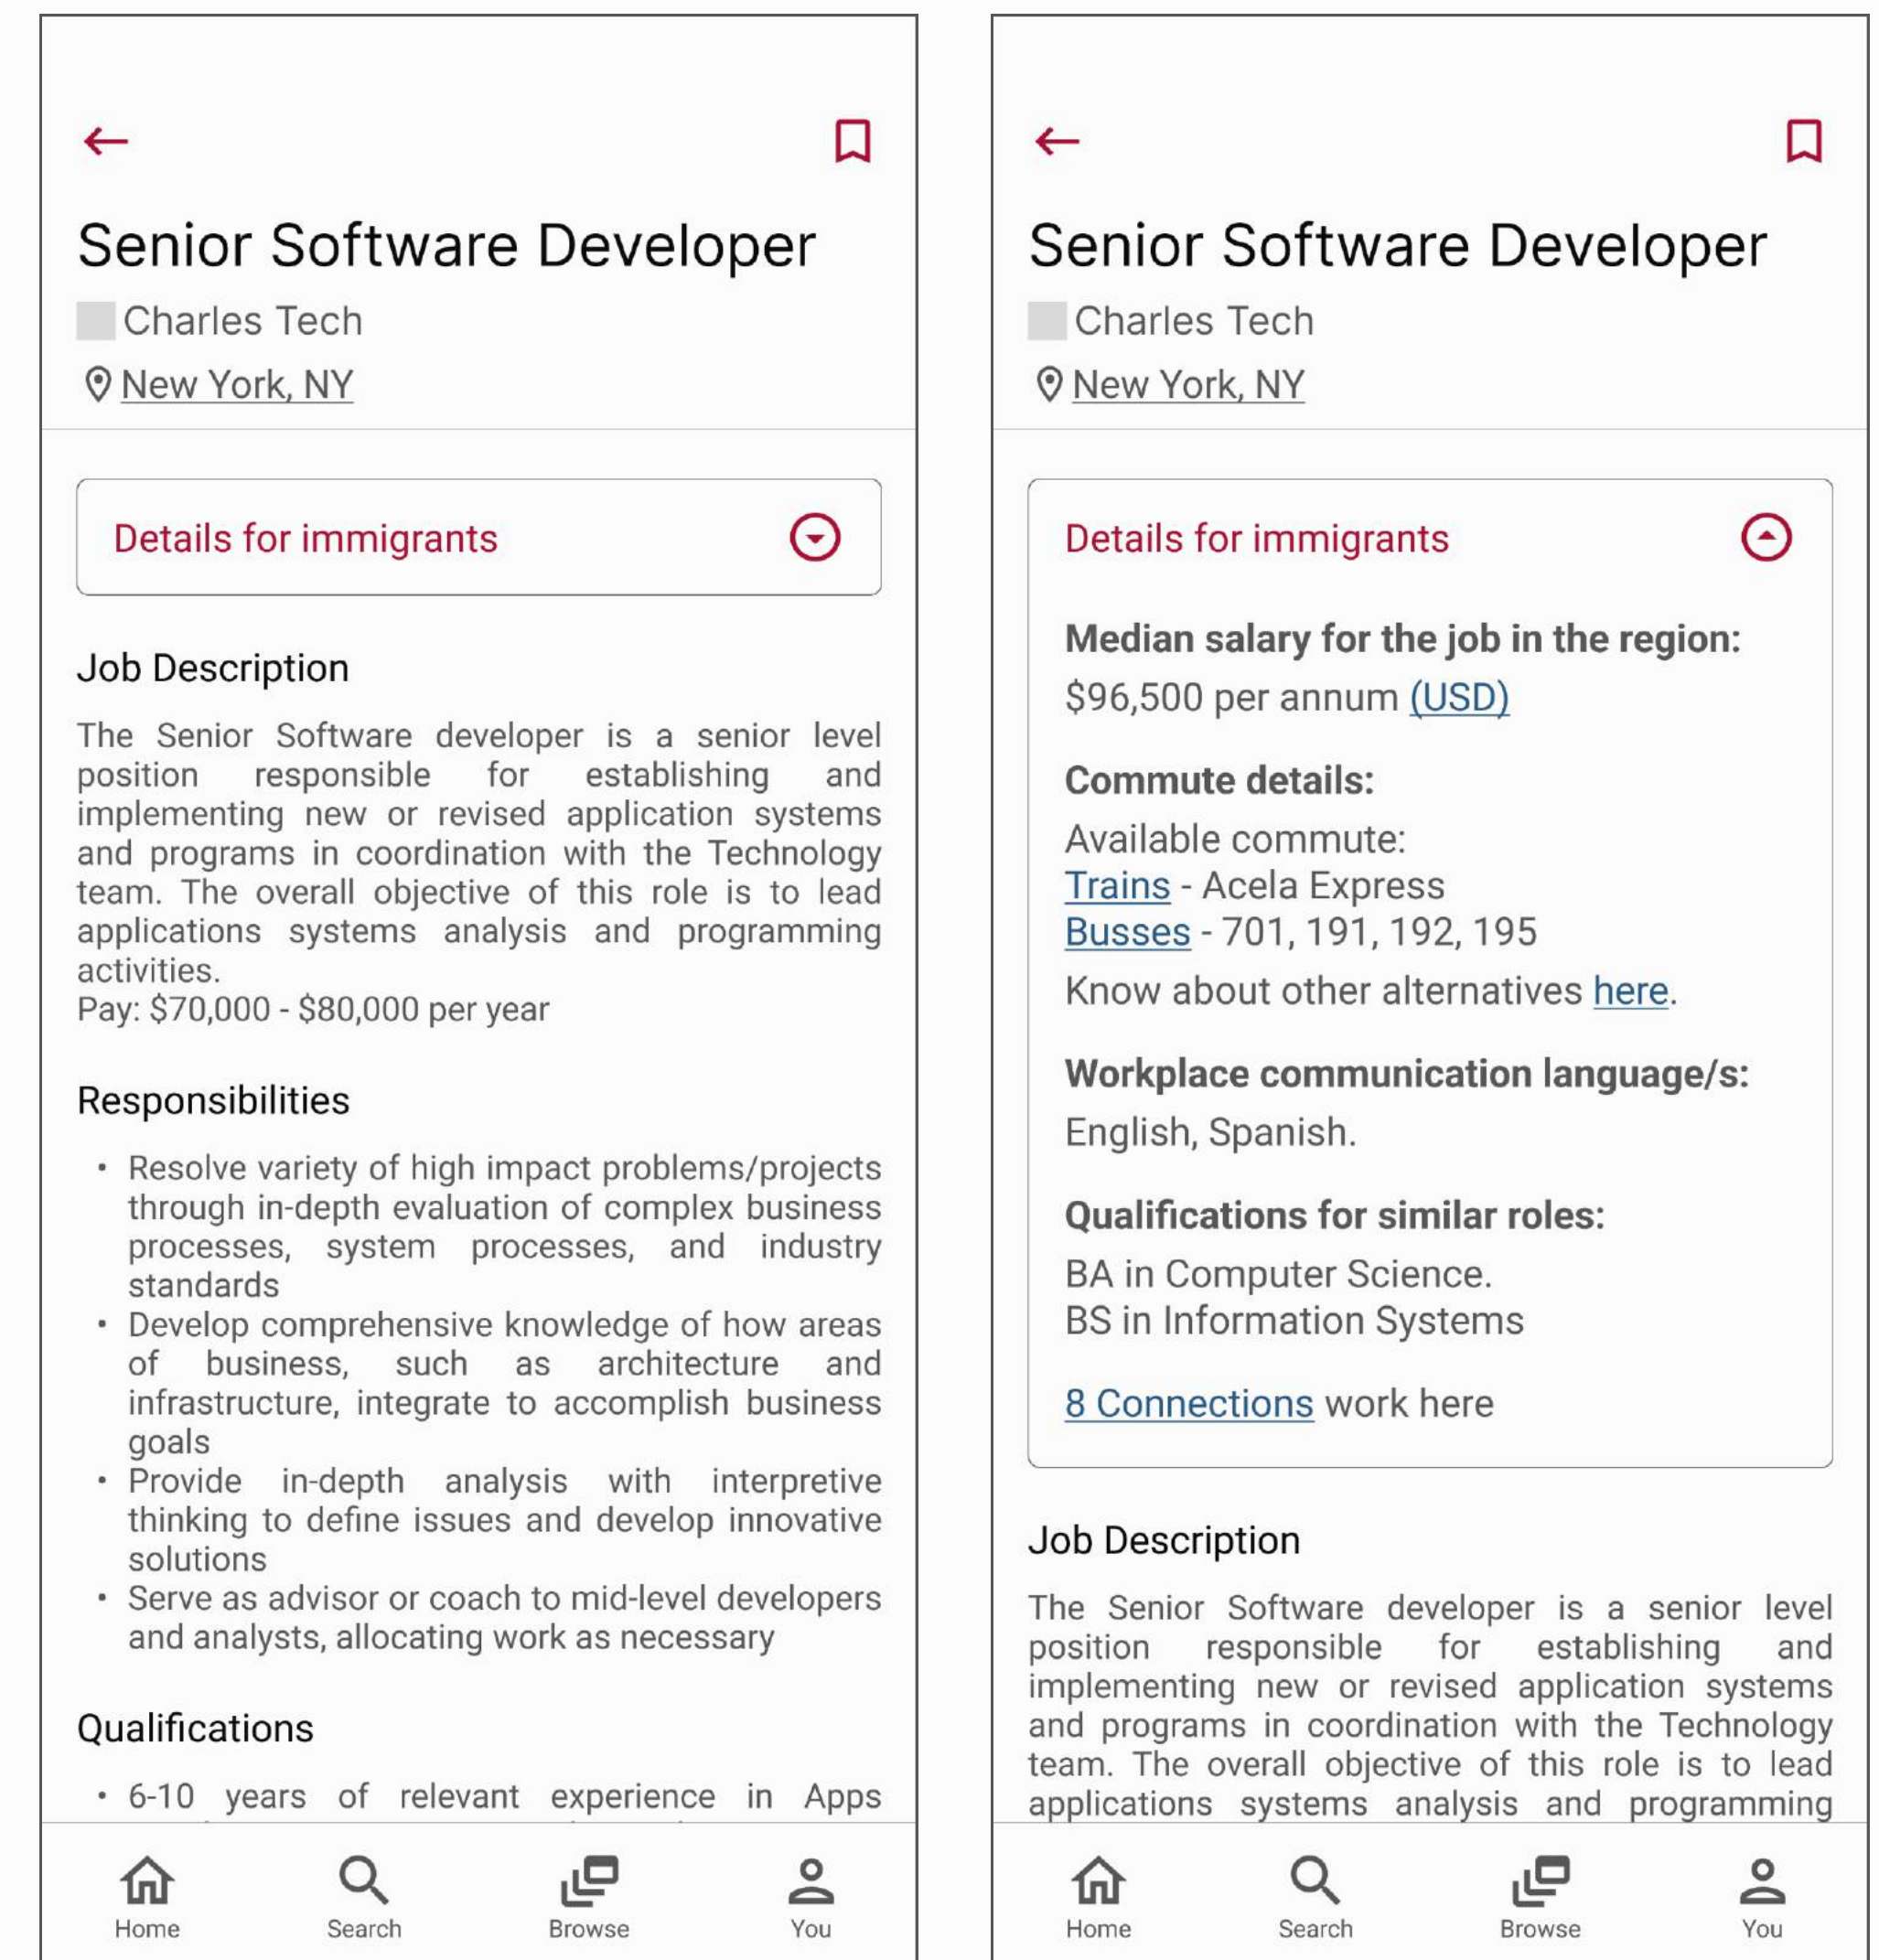 Senior Software Developer
Charles Tech
New York, NY
Details for immigrants
Job Description
The Senior Software developer is a senior level
position responsible for establishing and
implementing new or revised application systems
and programs in coordination with the Technology
team. The overall objective of this role is to lead
applications systems analysis and programming
activities.
Pay: $70,000 - $80,000 per year
Responsibilities
• Resolve variety of high impact problems/projects
through in-depth evaluation of complex business
processes, system processes, and industry
standards
• Develop comprehensive knowledge of how areas
of business, such as architecture and
infrastructure, integrate to accomplish business
goals
• Provide in-depth analysis with interpretive
thinking to define issues and develop innovative
solutions
• Serve as advisor or coach to mid-level developers
and analysts, allocating work as necessary
Qualifications
• 6-10 years of relevant experience in Apps
Home
Search
Browse
You
Senior Software Developer
Charles Tech
New York, NY
Details for immigrants
Median salary for the job in the region:
$96,500 per annum (USD)
Commute details:
Available commute:
Trains - Acela Express
Busses - 701, 191, 192, 195
Know about other alternatives here.
Workplace communication language/s:
English, Spanish.
Qualifications for similar roles:
BA in Computer Science.
BS in Information Systems
8 Connections work here
Job Description
The Senior Software developer is a senior level
position responsible for establishing and
implementing new or revised application systems
and programs in coordination with the Technology
team. The overall objective of this role is to lead
applications systems analysis and programming
Home
Search
Browse
You